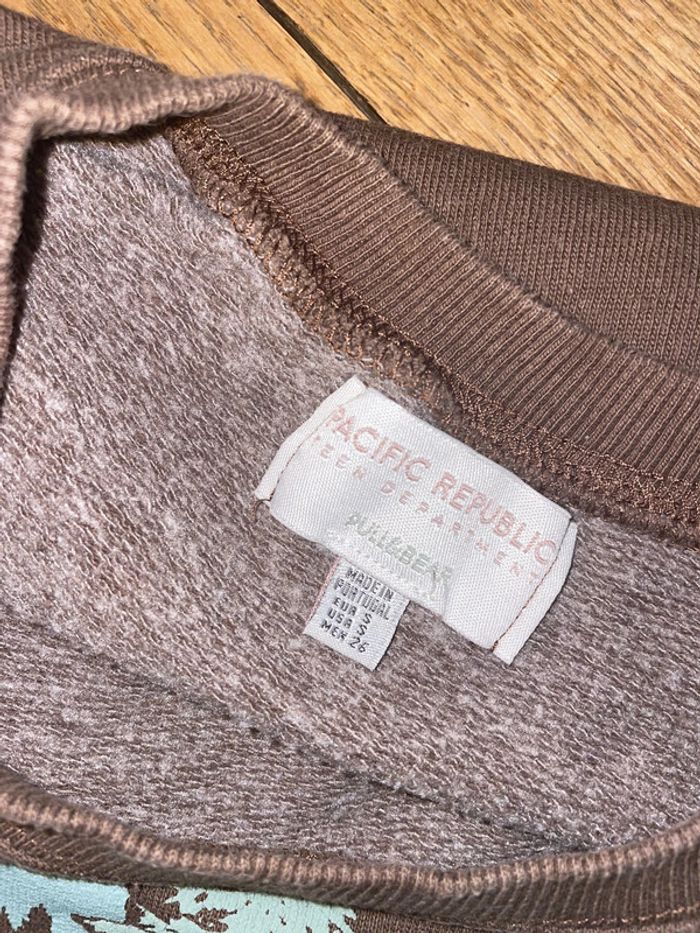 PACIFIC REPUBLIC
TEEN DEPARTMENT
PULL&BEAR
MADE IN
PORTUGAL
EUR S
USA S
MEX 26